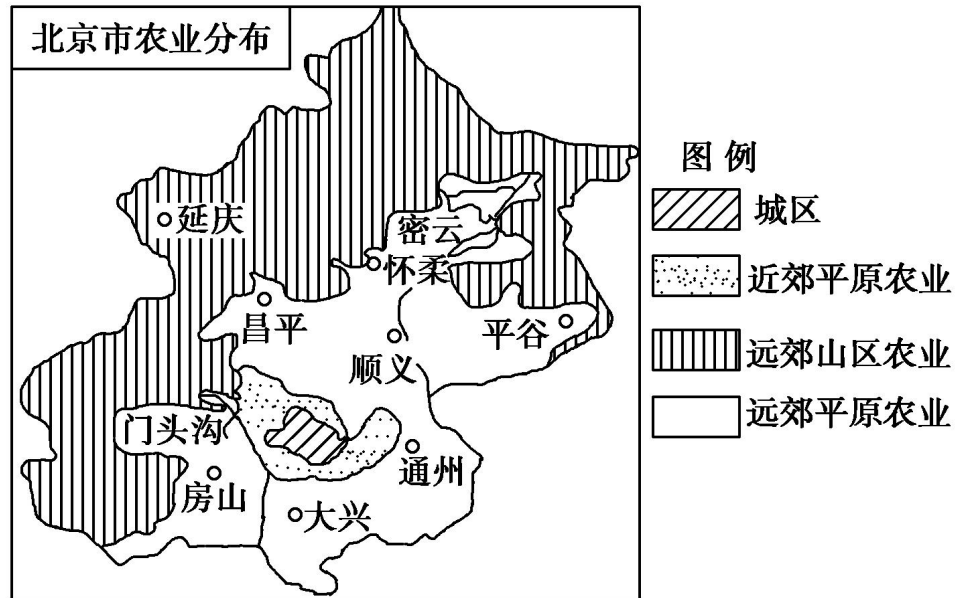 北京市农业分布
延庆
密云
怀柔
昌平
平谷
顺义
门头沟
通州
房山
大兴
图例
城区
近郊平原农业
远郊山区农业
远郊平原农业